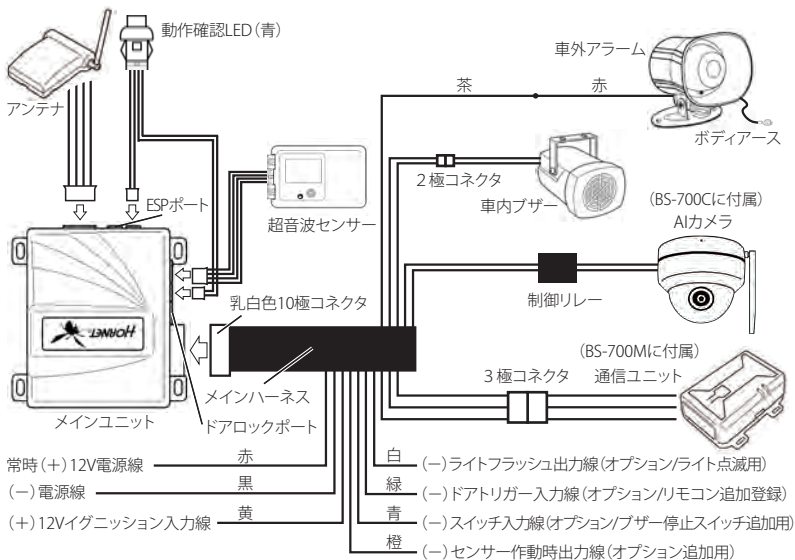 動作確認LED(青)
アンテナ
車外アラーム
茶
赤
ボディアース
ESPポート
2極コネクタ
車内ブザー
超音波センサー
(BS-700Cに付属)
AIカメラ
制御リレー
乳白色10極コネクタ
HORNET
(BS-700Mに付属)
通信ユニット
3極コネクタ
メインハーネス
メインユニット
ドアロックポート
常時(+)12V電源線
赤
(−)電源線
黒
(+)12Vイグニッション入力線
黄
白
(−)ライトフラッシュ出力線(オプション/ライト点滅用)
緑
(−)ドアトリガー入力線(オプション/リモコン追加登録)
青
(−)スイッチ入力線(オプション/ブザー停止スイッチ追加用)
橙
(−)センサー作動時出力線(オプション追加用)